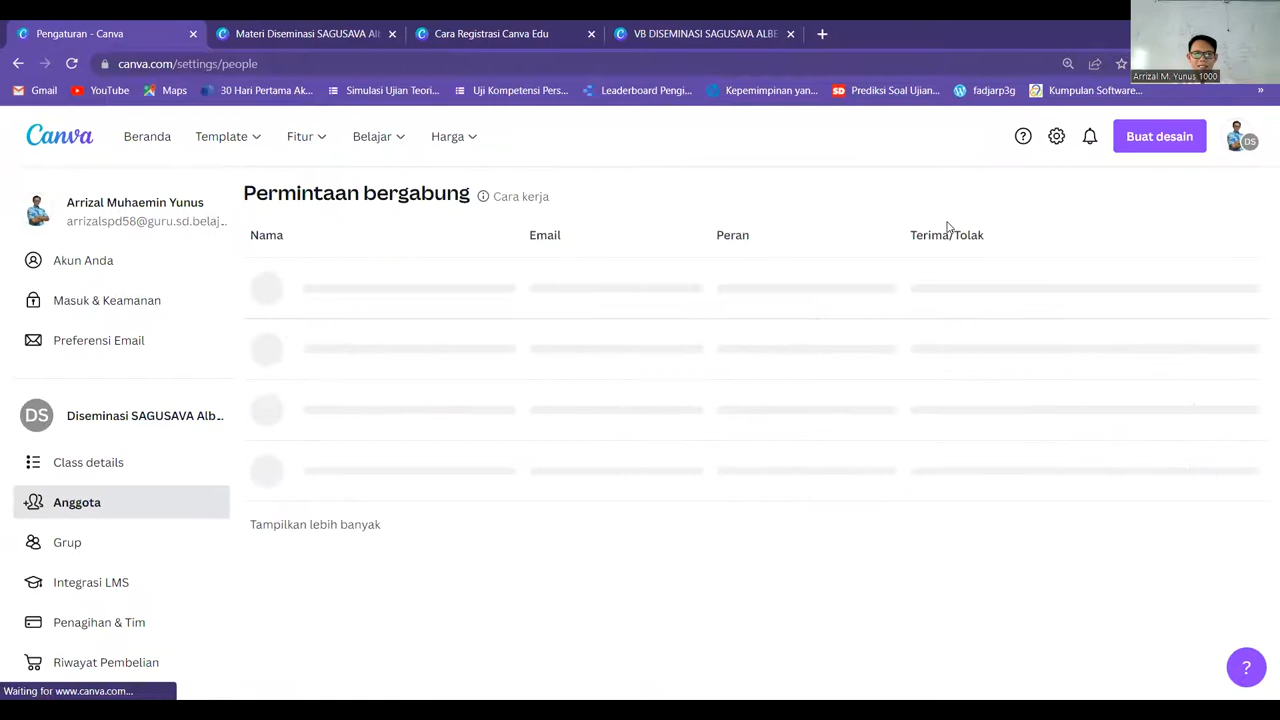 Pengaturan - Canva
Materi Diseminasi SAGUSAVA Alb
Cara Registrasi Canva Edu
VB DISEMINASI SAGUSAVA ALBE
canva.com/settings/people
Arrizal M. Yunus 1000
Gmail
YouTube
Maps
30 Hari Pertama Ak...
Simulasi Ujian Teori...
Uji Kompetensi Pers...
Leaderboard Pengi...
Kepemimpinan yan...
SD
Prediksi Soal Ujian...
fadjarp3g
Kumpulan Software...
»
Canva
Beranda
Template
Fitur
Belajar
Harga
Buat desain
DS
Arrizal Muhaemin Yunus
arrizalspd58@guru.sd.belaj...
Akun Anda
Masuk & Keamanan
Preferensi Email
DS
Diseminasi SAGUSAVA Alb...
Class details
Anggota
Grup
Integrasi LMS
Penagihan & Tim
Riwayat Pembelian
Permintaan bergabung
Cara kerja
Nama
Email
Peran
Terima/Tolak
Tampilkan lebih banyak
?
Waiting for www.canva.com...